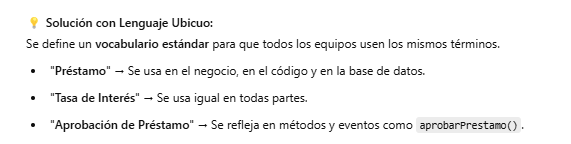 💡 Solución con Lenguaje Ubicuo:
Se define un vocabulario estándar para que todos los equipos usen los mismos términos.
• "Préstamo" → Se usa en el negocio, en el código y en la base de datos.
• "Tasa de Interés" → Se usa igual en todas partes.
• "Aprobación de Préstamo" → Se refleja en métodos y eventos como aprobarPrestamo().